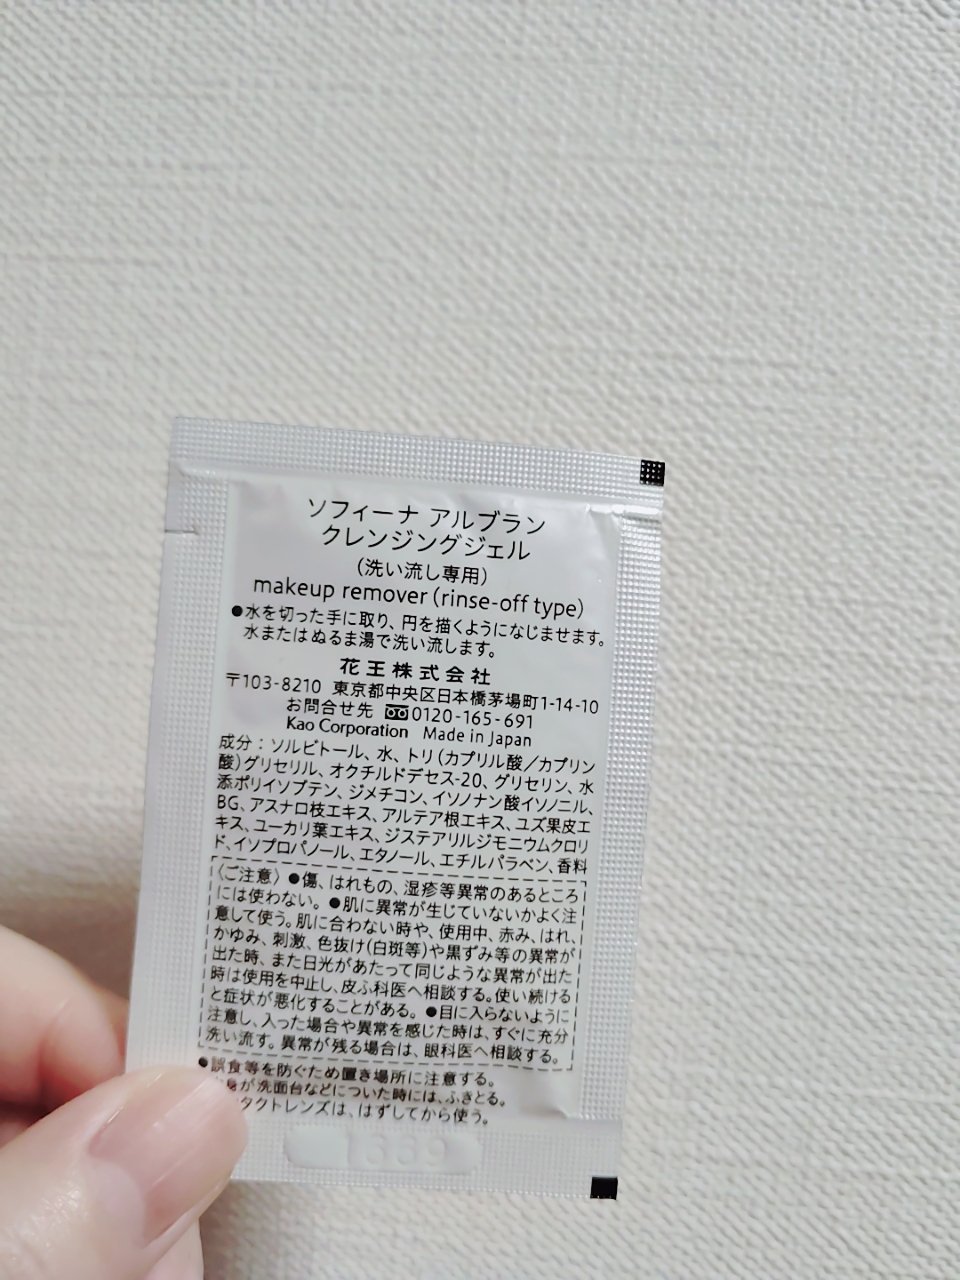 ソフィーナ アルブラン
クレンジングジェル
（洗い流し専用）
makeup remover（rinse-off type）
●水を切った手に取り、円を描くようになじませます。
水またはぬるま湯で洗い流します。
花王株式会社
〒103-8210 東京都中央区日本橋茅場町1-14-10
お問合せ先 0120-165-691
Kao Corporation Made in Japan
成分：ソルビトール、水、トリ（カプリル酸／カプリン
酸）グリセリル、オクチルドデセス-20、グリセリン、水
添ポリイソブテン、ジメチコン、イソノナン酸イソノニル、
BG、アスナロ枝エキス、アルテア根エキス、ユズ果皮エ
キス、ユーカリ葉エキス、ジステアリルジモニウムクロリ
ド、イソプロパノール、エタノール、エチルパラベン、香料
〈ご注意〉●傷、はれもの、湿疹等異常のあるところ
には使わない。●肌に異常が生じていないかよく注
意して使う。肌に合わない時や、使用中、赤み、はれ、
かゆみ、刺激、色抜け(白斑等)や黒ずみ等の異常が
出た時、また日光があたって同じような異常が出た
時は使用を中止し、皮ふ科医へ相談する。使い続ける
と症状が悪化することがある。●目に入らないように
注意し、入った場合や異常を感じた時は、すぐに充分
洗い流す。異常が残る場合は、眼科医へ相談する。
●誤食等を防ぐため置き場所に注意する。
身が洗面台などについた時には、ふきとる。
タクトレンズは、はずしてから使う。